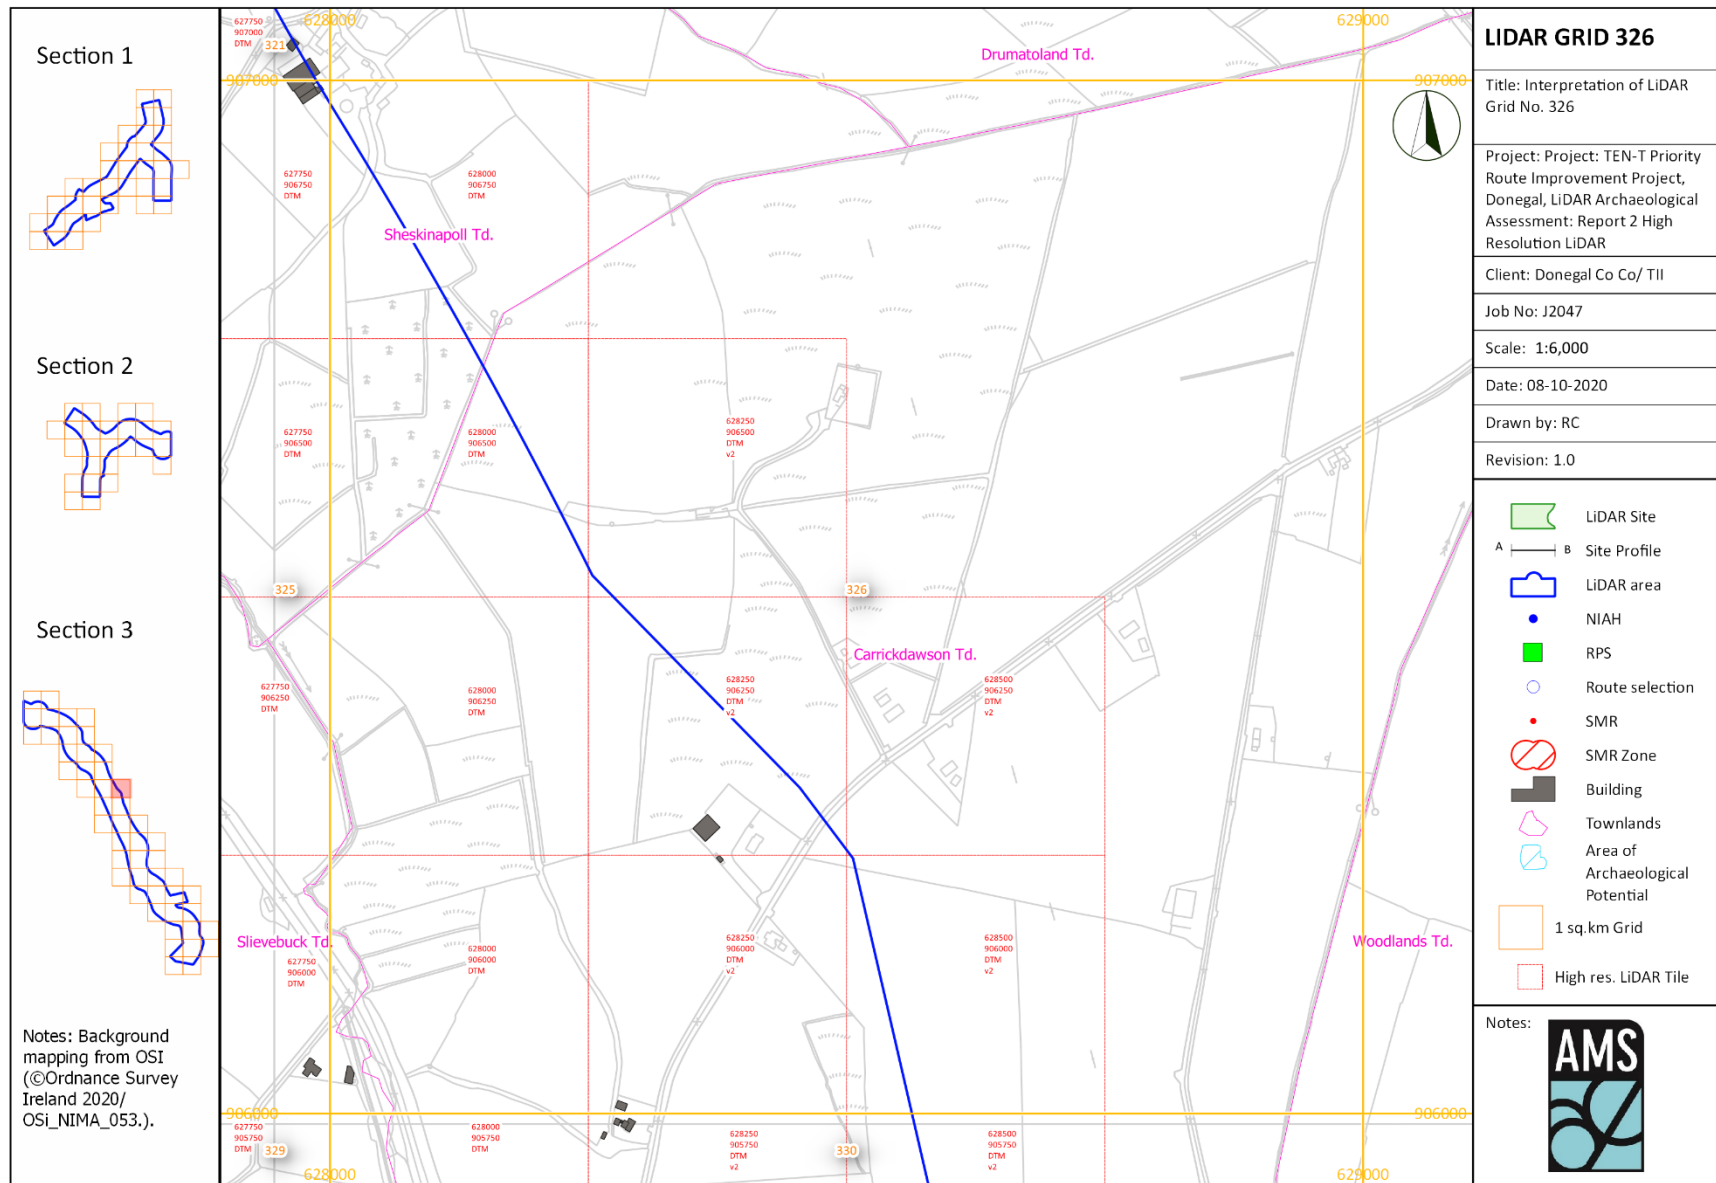 Section 1
Section 2
Section 3
Notes: Background
mapping from OSI
(©Ordnance Survey
Ireland 2020/
OSi_NIMA_053.).
627750
907000
DTM
321
628000
629000
Drumatoland Td.
907000
907000
627750
906750
DTM
628000
906750
DTM
Sheskinapoll Td.
627750
906500
DTM
628000
906500
DTM
628250
906500
DTM
v2
325
326
Carrickdawson Td.
627750
906250
DTM
628000
906250
DTM
628250
906250
DTM
v2
628500
906250
DTM
v2
Slievebuck Td.
627750
906000
DTM
628000
906000
DTM
628250
906000
DTM
v2
628500
906000
DTM
v2
Woodlands Td.
906000
906000
627750
905750
DTM
329
628000
905750
DTM
628250
905750
DTM
v2
330
628500
905750
DTM
v2
628000
629000
LIDAR GRID 326
Title: Interpretation of LiDAR
Grid No. 326
Project: Project: TEN-T Priority
Route Improvement Project,
Donegal, LiDAR Archaeological
Assessment: Report 2 High
Resolution LiDAR
Client: Donegal Co Co/ TII
Job No: J2047
Scale: 1:6,000
Date: 08-10-2020
Drawn by: RC
Revision: 1.0
LiDAR Site
A B Site Profile
LiDAR area
NIAH
RPS
Route selection
SMR
SMR Zone
Building
Townlands
Area of
Archaeological
Potential
1 sq.km Grid
High res. LiDAR Tile
Notes:
AMS